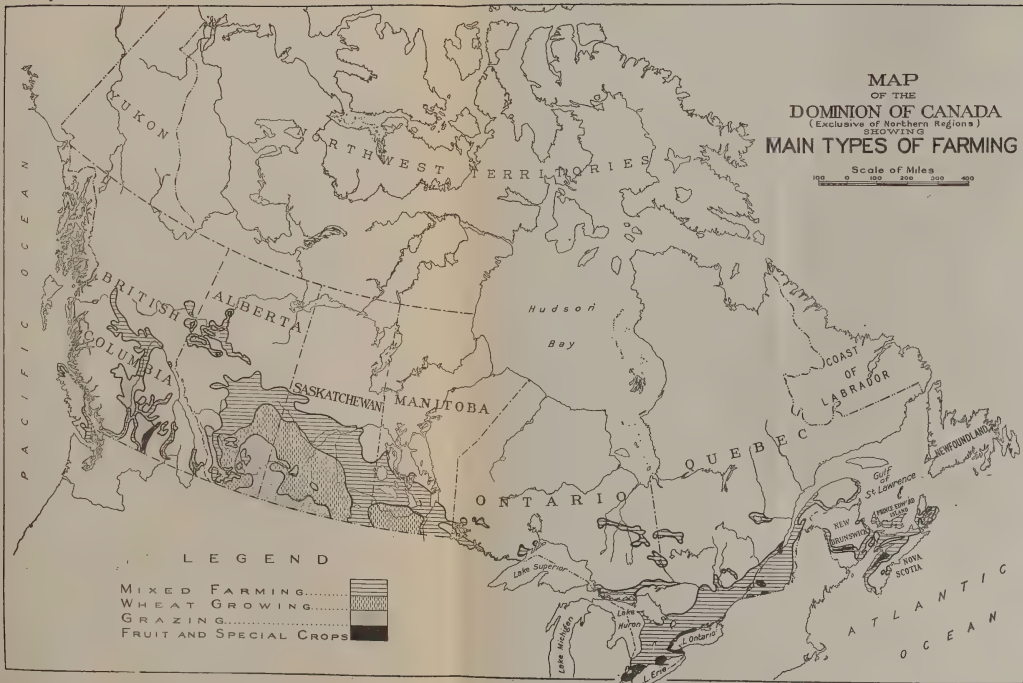 MAP
OF THE
DOMINION OF CANADA
(Exclusive of Northern Regions)
SHOWING
MAIN TYPES OF FARMING
Scale of Miles
100 0 100 200 300 400
YUKON
RTHWEST TERRITORIES
PACIFIC OCEAN
BRITISH
COLUMBIA
ALBERTA
SASKATCHEWAN
MANITOBA
Hudson
Bay
ONTARIO
QUEBEC
COAST
OF
LABRADOR
NEWFOUNDLAND
Gulf
of
St Lawrence
PRINCE EDWARD
ISLAND
NEW
BRUNSWICK
NOVA
SCOTIA
Lake Superior
Lake Michigan
Lake
Huron
L. Ontario
L. Erie
ATLANTIC
OCEAN
LEGEND
MIXED FARMING............
WHEAT GROWING............
GRAZING............
FRUIT AND SPECIAL CROPS